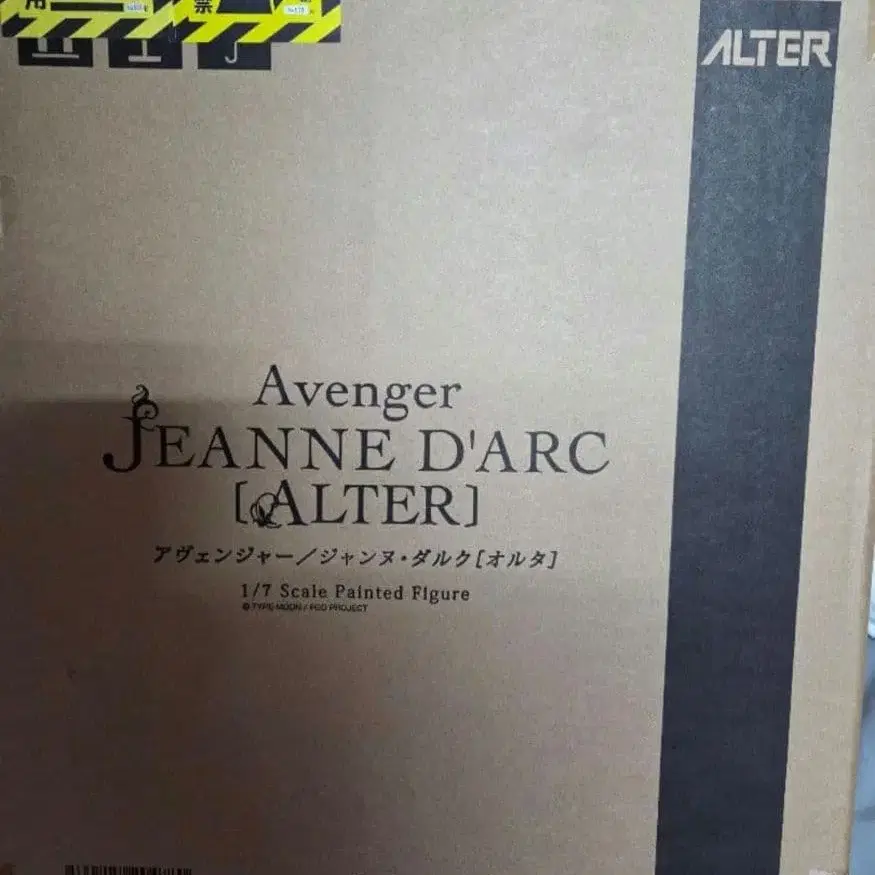 ALTER
Avenger
JEANNE D'ARC
[ALTER]
アヴェンジャー/ジャンヌ・ダルク[オルタ]
1/7 Scale Painted Figure
© TYPE-MOON / FGO PROJECT